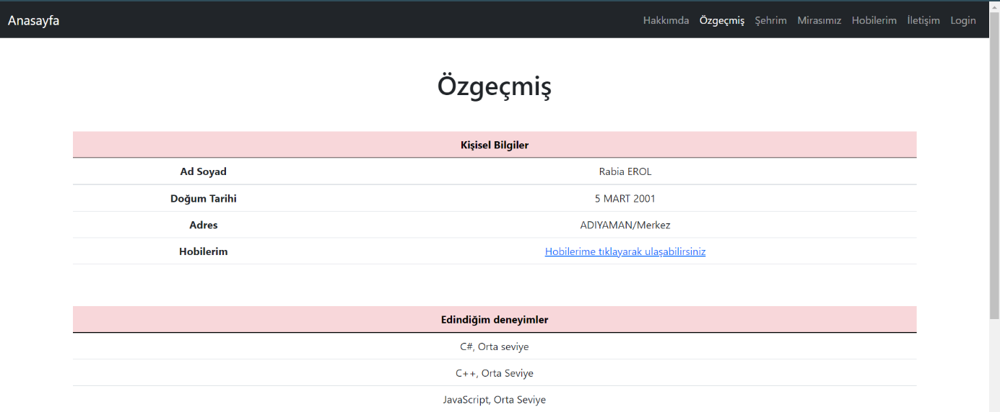 Anasayfa Hakkımda Özgeçmiş Şehrim Mirasımız Hobilerim İletişim Login
Özgeçmiş
Kişisel Bilgiler
Ad Soyad Rabia EROL
Doğum Tarihi 5 MART 2001
Adres ADIYAMAN/Merkez
Hobilerim Hobilerime tıklayarak ulaşabilirsiniz
Edindiğim deneyimler
C#, Orta seviye
C++, Orta Seviye
JavaScript, Orta Seviye